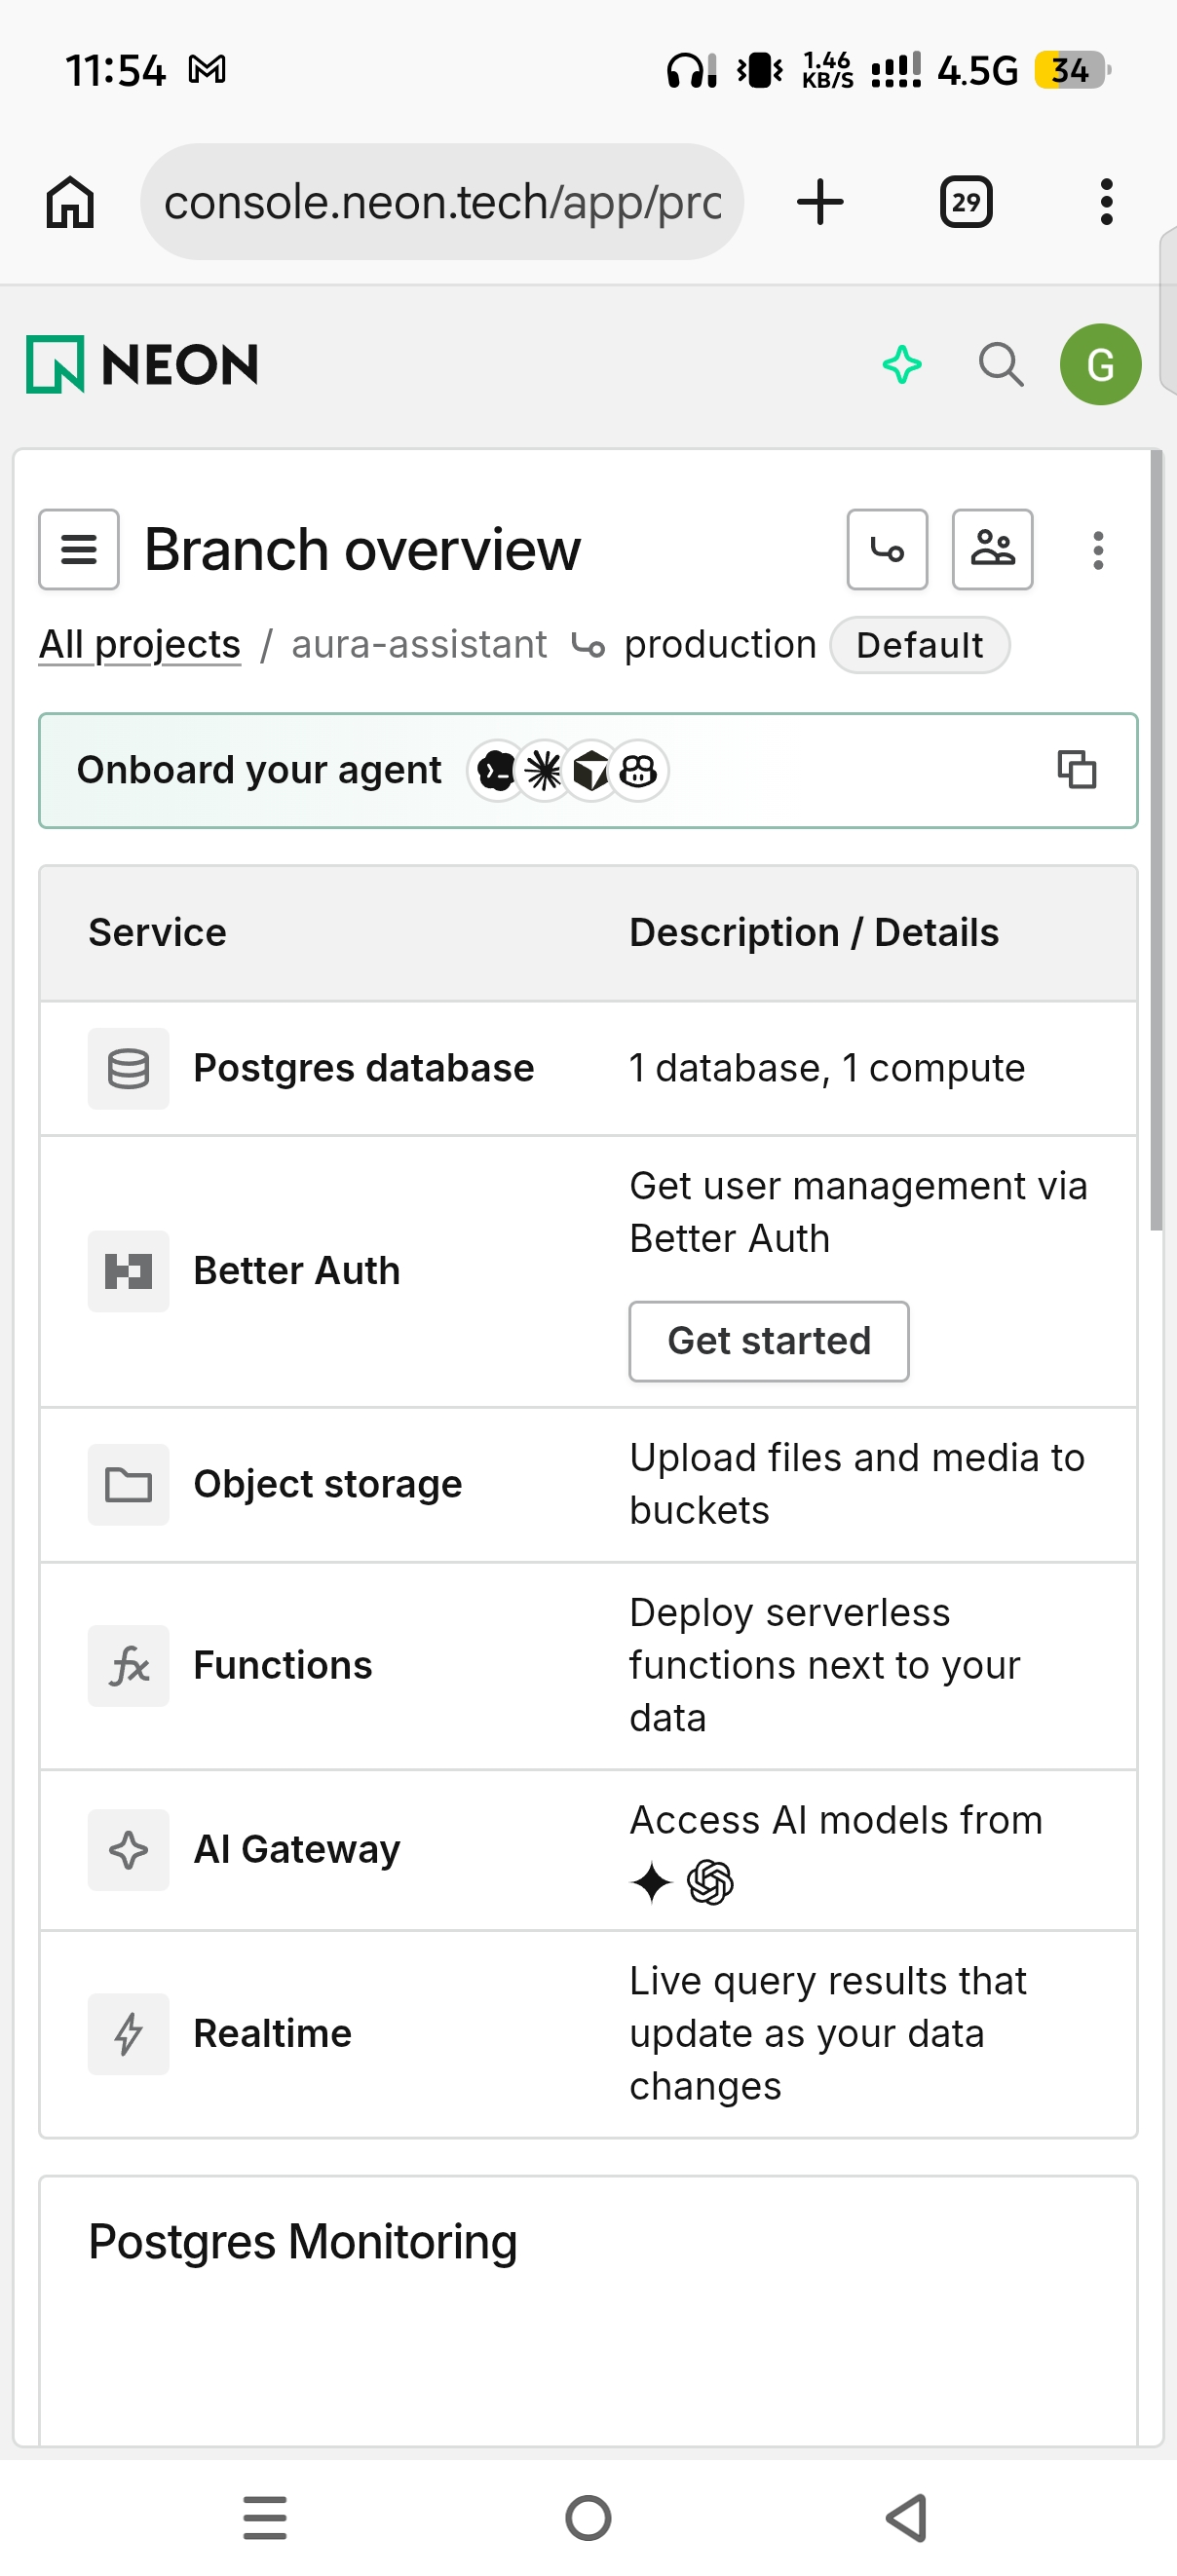 11:54
1.46
KB/S
4.5G
34
console.neon.tech/app/pro
29
NEON
G
Branch overview
All projects / aura-assistant production Default
Onboard your agent
Service Description / Details
Postgres database 1 database, 1 compute
Better Auth
Get user management via
Better Auth
Get started
Object storage
Upload files and media to
buckets
Functions
Deploy serverless
functions next to your
data
AI Gateway
Access AI models from
Realtime
Live query results that
update as your data
changes
Postgres Monitoring